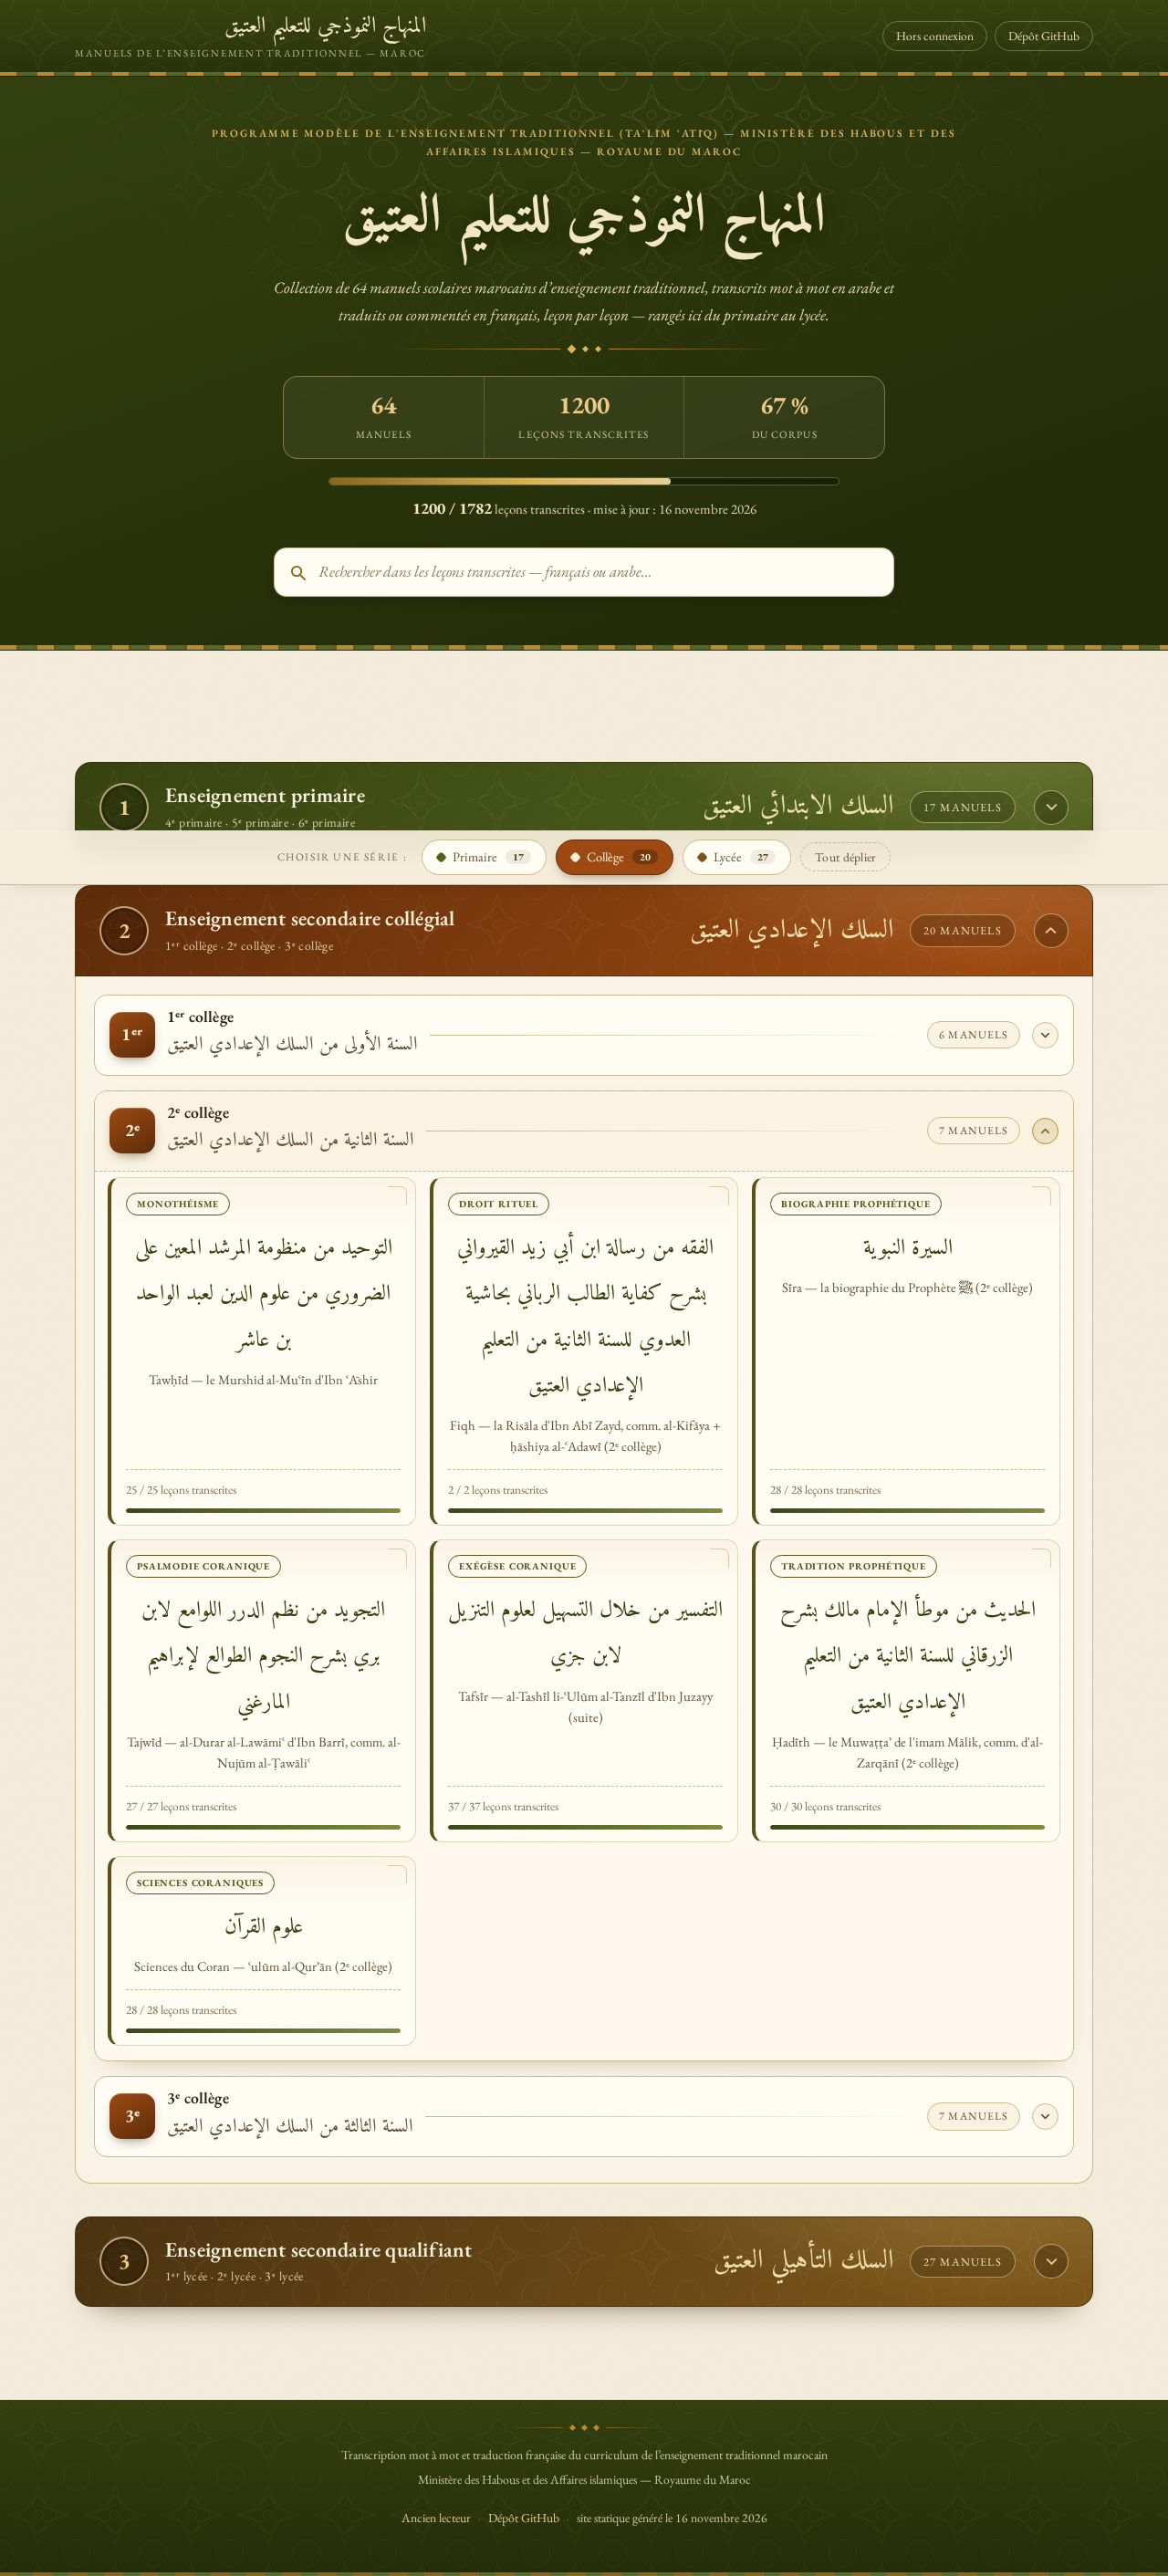 المنهاج النموذجي للتعليم العتيق
MANUELS DE L'ENSEIGNEMENT TRADITIONNEL — MAROC
Hors connexion
Dépôt GitHub
PROGRAMME MODÈLE DE L'ENSEIGNEMENT TRADITIONNEL (TAʿLĪM ʿATĪQ) — MINISTÈRE DES HABOUS ET DES
AFFAIRES ISLAMIQUES — ROYAUME DU MAROC
المنهاج النموذجي للتعليم العتيق
Collection de 64 manuels scolaires marocains d’enseignement traditionnel, transcrits mot à mot en arabe et
traduits ou commentés en français, leçon par leçon — rangés ici du primaire au lycée.
64
MANUELS
1200
LEÇONS TRANSCRITES
67 %
DU CORPUS
1200 / 1782 leçons transcrites · mise à jour : 16 novembre 2026
Rechercher dans les leçons transcrites — français ou arabe…
1
Enseignement primaire
4ᵉ primaire · 5ᵉ primaire · 6ᵉ primaire
السلك الابتدائي العتيق
17 MANUELS
CHOISIR UNE SÉRIE :
Primaire 17
Collège 20
Lycée 27
Tout déplier
2
Enseignement secondaire collégial
1ᵉʳ collège · 2ᵉ collège · 3ᵉ collège
السلك الإعدادي العتيق
20 MANUELS
1ᵉʳ
1ᵉʳ collège
السنة الأولى من السلك الإعدادي العتيق
6 MANUELS
2ᵉ
2ᵉ collège
السنة الثانية من السلك الإعدادي العتيق
7 MANUELS
MONOTHÉISME
التوحيد من منظومة المرشد المعين على
الضروري من علوم الدين لعبد الواحد
بن عاشر
Tawḥīd — le Murshid al-Muʿīn d'Ibn ʿĀshir
25 / 25 leçons transcrites
DROIT RITUEL
الفقه من رسالة ابن أبي زيد القيرواني
بشرح كفاية الطالب الرباني بحاشية
العدوي للسنة الثانية من التعليم
الإعدادي العتيق
Fiqh — la Risāla d'Ibn Abī Zayd, comm. al-Kifāya +
ḥāshiya al-ʿAdawī (2ᵉ collège)
2 / 2 leçons transcrites
BIOGRAPHIE PROPHÉTIQUE
السيرة النبوية
Sīra — la biographie du Prophète ﷺ (2ᵉ collège)
28 / 28 leçons transcrites
PSALMODIE CORANIQUE
التجويد من نظم الدرر اللوامع لابن
بري بشرح النجوم الطوالع لإبراهيم
المارغني
Tajwīd — al-Durar al-Lawāmiʿ d'Ibn Barrī, comm. al-
Nujūm al-Ṭawāliʿ
27 / 27 leçons transcrites
EXÉGÈSE CORANIQUE
التفسير من خلال التسهيل لعلوم التنزيل
لابن جزي
Tafsīr — al-Tashīl li-ʿUlūm al-Tanzīl d'Ibn Juzayy
(suite)
37 / 37 leçons transcrites
TRADITION PROPHÉTIQUE
الحديث من موطأ الإمام مالك بشرح
الزرقاني للسنة الثانية من التعليم
الإعدادي العتيق
Ḥadīth — le Muwaṭṭaʾ de l'imam Mālik, comm. d'al-
Zarqānī (2ᵉ collège)
30 / 30 leçons transcrites
SCIENCES CORANIQUES
علوم القرآن
Sciences du Coran — ʿulūm al-Qurʾān (2ᵉ collège)
28 / 28 leçons transcrites
3ᵉ
3ᵉ collège
السنة الثالثة من السلك الإعدادي العتيق
7 MANUELS
3
Enseignement secondaire qualifiant
1ᵉʳ lycée · 2ᵉ lycée · 3ᵉ lycée
السلك التأهيلي العتيق
27 MANUELS
Transcription mot à mot et traduction française du curriculum de l'enseignement traditionnel marocain
Ministère des Habous et des Affaires islamiques — Royaume du Maroc
Ancien lecteur · Dépôt GitHub · site statique généré le 16 novembre 2026